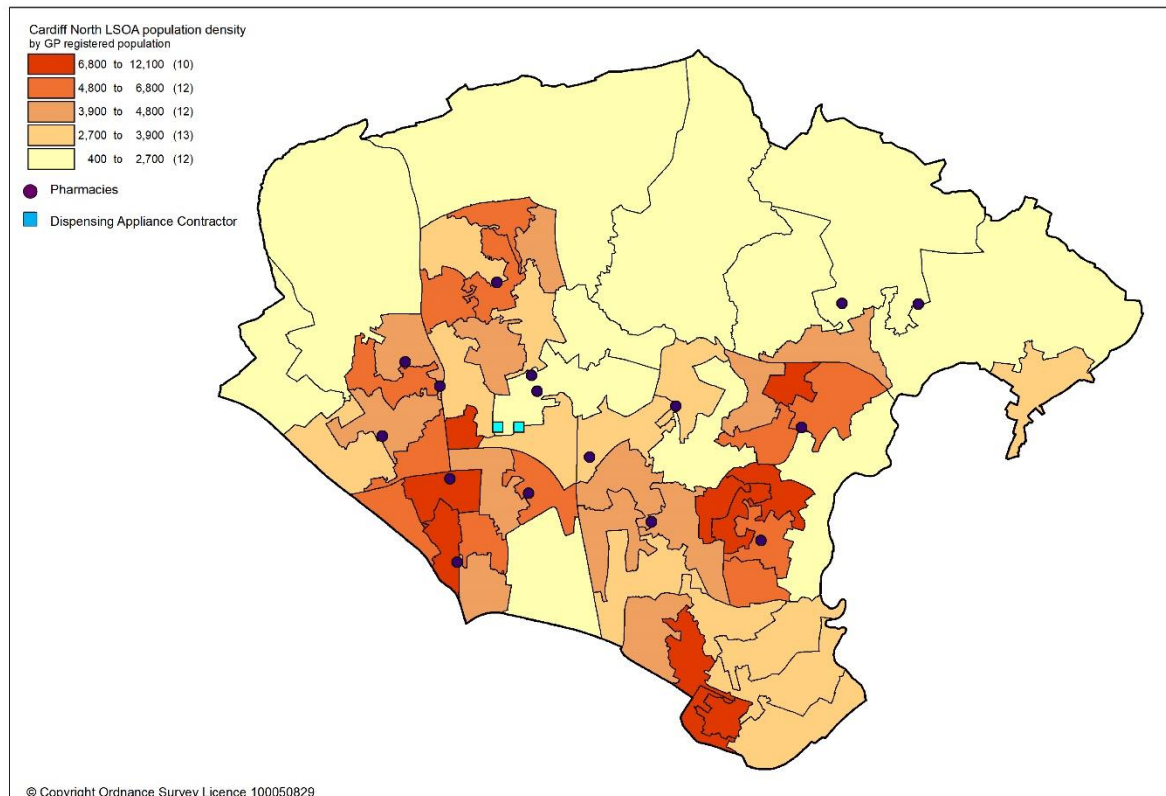 Cardiff North LSOA population density
by GP registered population
6,800 to 12,100 (10)
4,800 to 6,800 (12)
3,900 to 4,800 (12)
2,700 to 3,900 (13)
400 to 2,700 (12)
Pharmacies
Dispensing Appliance Contractor
© Copyright Ordnance Survey Licence 100050829